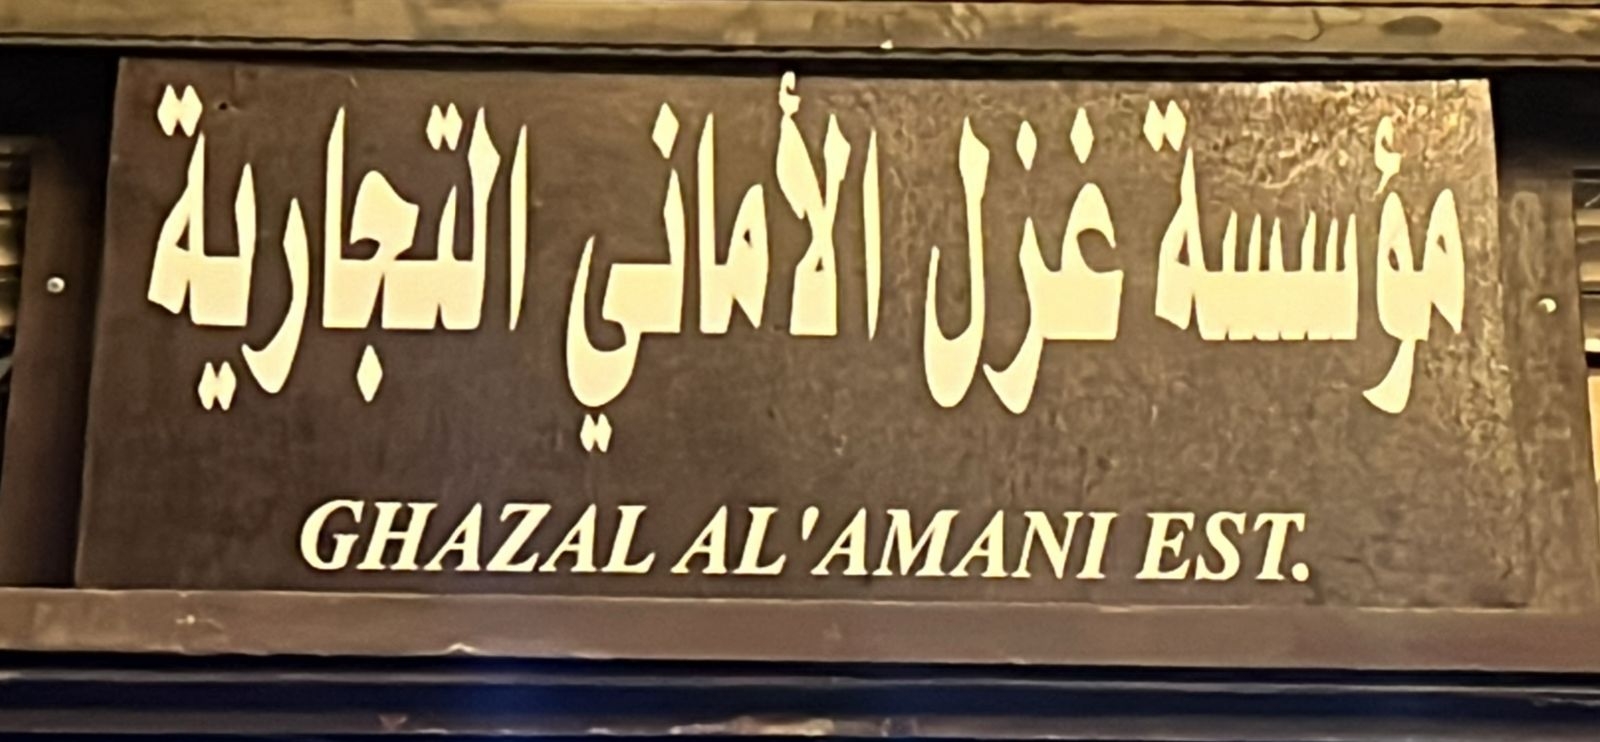 مؤسسة غزل الأماني التجارية
GHAZAL AL'AMANI EST.